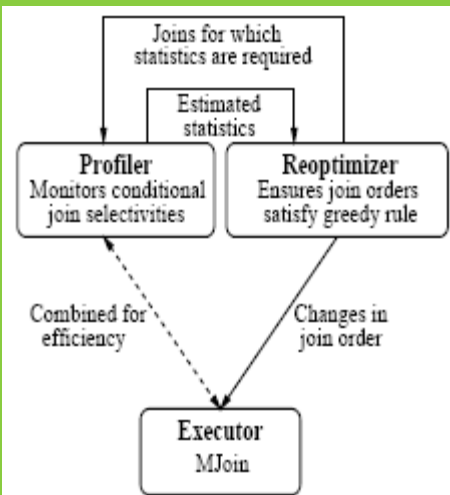 Joins for which
statistics are required
Estimated
statistics
Profiler
Monitors conditional
join selectivities
Reoptimizer
Ensures join orders
satisfy greedy rule
Combined for
efficiency
Changes in
join order
Executor
MJoin